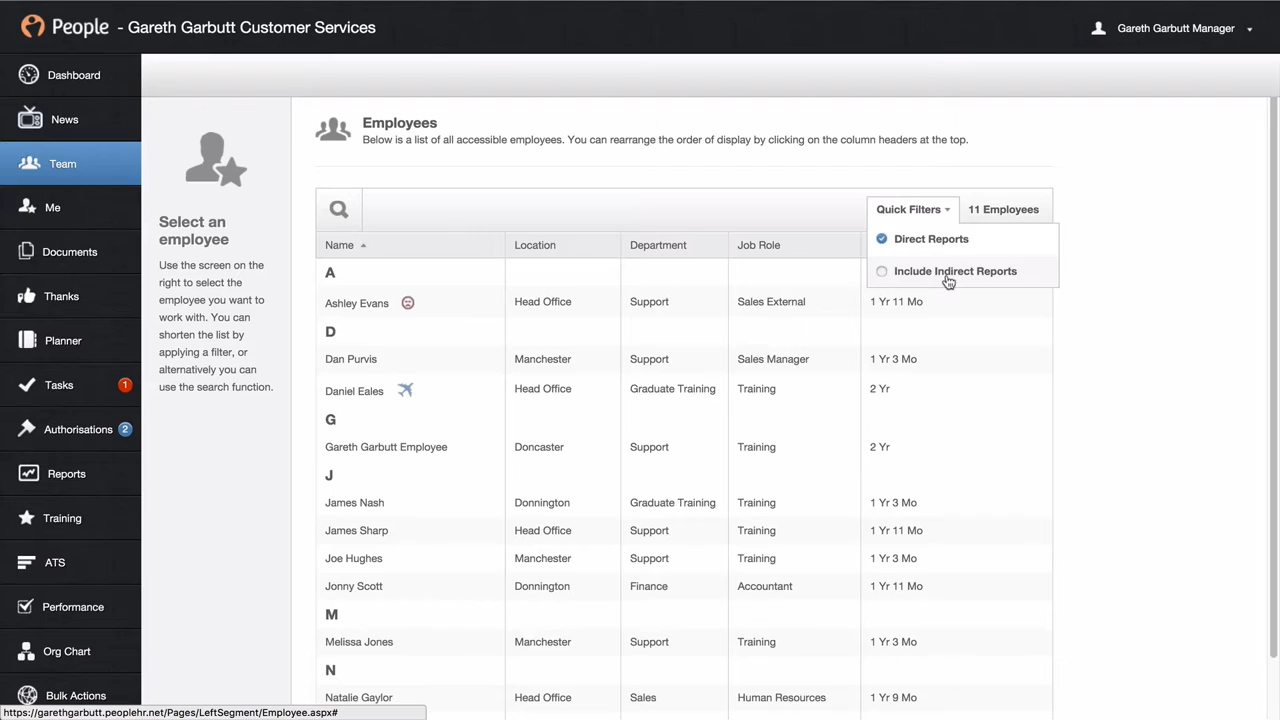 People - Gareth Garbutt Customer Services
Gareth Garbutt Manager
Dashboard
News
Team
Me
Documents
Thanks
Planner
Tasks 1
Authorisations 2
Reports
Training
ATS
Performance
Org Chart
Bulk Actions
Select an
employee
Use the screen on the
right to select the
employee you want to
work with. You can
shorten the list by
applying a filter, or
alternatively you can
use the search function.
Employees
Below is a list of all accessible employees. You can rearrange the order of display by clicking on the column headers at the top.
Quick Filters 11 Employees
Direct Reports
Include Indirect Reports
Name Location Department Job Role
A
Ashley Evans Head Office Support Sales External 1 Yr 11 Mo
D
Dan Purvis Manchester Support Sales Manager 1 Yr 3 Mo
Daniel Eales Head Office Graduate Training Training 2 Yr
G
Gareth Garbutt Employee Doncaster Support Training 2 Yr
J
James Nash Donnington Graduate Training Training 1 Yr 3 Mo
James Sharp Head Office Support Training 1 Yr 11 Mo
Joe Hughes Manchester Support Training 1 Yr 3 Mo
Jonny Scott Donnington Finance Accountant 1 Yr 11 Mo
M
Melissa Jones Manchester Support Training 1 Yr 3 Mo
N
Natalie Gaylor Head Office Sales Human Resources 1 Yr 9 Mo
https://garethgarbutt.peoplehr.net/Pages/LeftSegment/Employee.aspx#